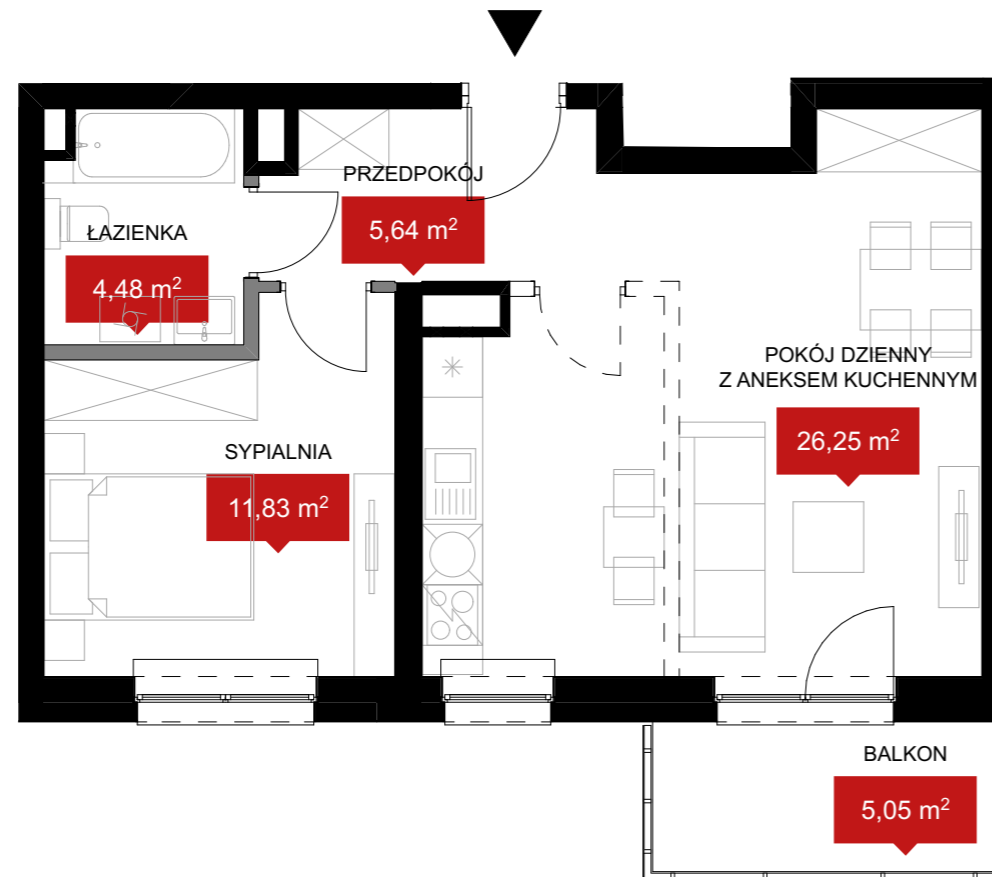 PRZEDPOKÓJ
5,64 m²
ŁAZIENKA
4,48 m²
POKÓJ DZIENNY
Z ANEKSEM KUCHENNYM
26,25 m²
SYPIALNIA
11,83 m²
BALKON
5,05 m²